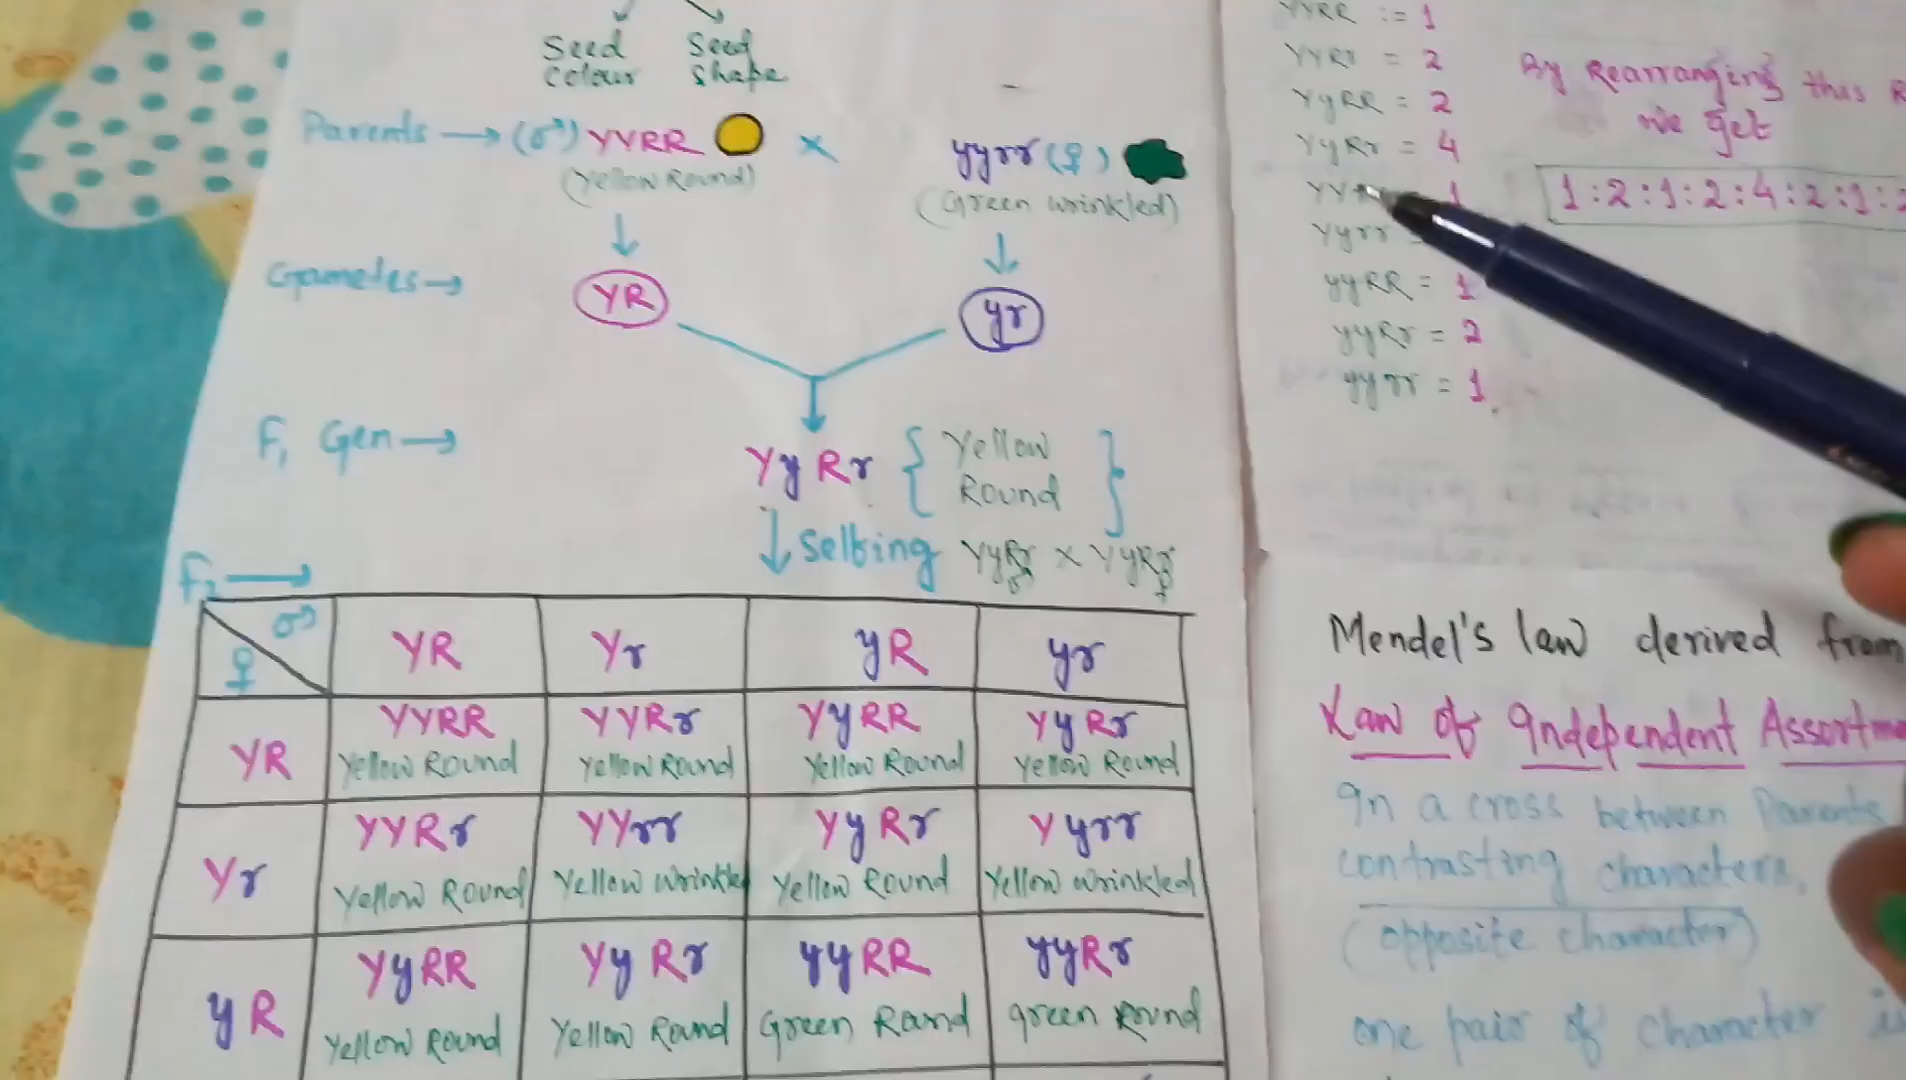 Seed Seed
colour shape
Parents → (♂) YYRR × yyrr (♀)
(Yellow Round) (Green wrinkled)
Gametes → YR yr
F1 Gen → YyRr { Yellow Round }
Selfing YyRr ♂ × YyRr ♀
F2 →
♂ YR Yr yR yr
♀
YR YYRR YYRr YyRR YyRr
Yellow Round Yellow Round Yellow Round Yellow Round
Yr YYRr YYrr YyRr Yyrr
Yellow Round Yellow wrinkled Yellow Round Yellow wrinkled
yR YyRR YyRr yyRR yyRr
Yellow Round Yellow Round Green Round green Round
YYRR := 1
YYRr = 2
YyRR = 2
YyRr = 4
1
Yyrr =
yyRR = 1
yyRr = 2
yyrr = 1
By Rearranging this
we get
1:2:1:2:4:2:1:2
Mendel's law derived from
Law of Independent
In a cross between Parents
contrasting characters,
(opposite character)
one pair of character